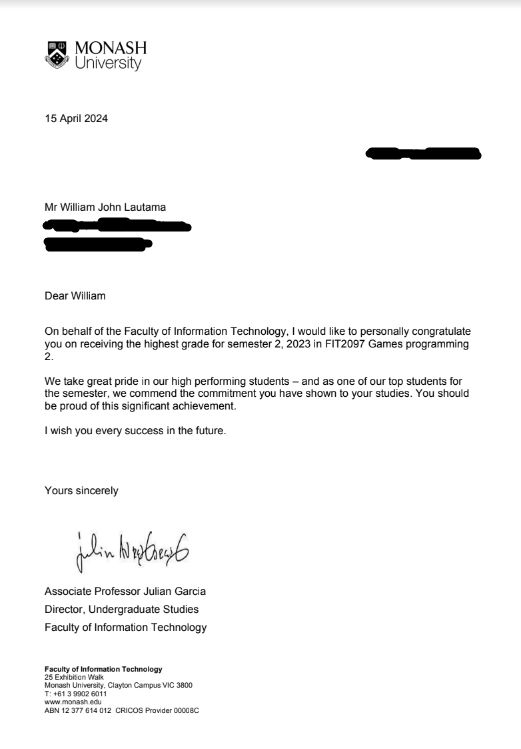 MONASH
University
15 April 2024
Mr William John Lautama
Dear William
On behalf of the Faculty of Information Technology, I would like to personally congratulate
you on receiving the highest grade for semester 2, 2023 in FIT2097 Games programming
2.
We take great pride in our high performing students – and as one of our top students for
the semester, we commend the commitment you have shown to your studies. You should
be proud of this significant achievement.
I wish you every success in the future.
Yours sincerely
Associate Professor Julian Garcia
Director, Undergraduate Studies
Faculty of Information Technology
Faculty of Information Technology
25 Exhibition Walk
Monash University, Clayton Campus VIC 3800
T: +61 3 9902 6011
www.monash.edu
ABN 12 377 614 012 CRICOS Provider 00008C